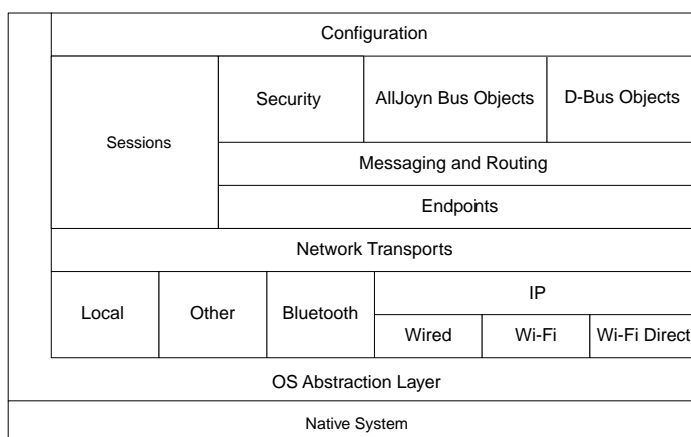 Configuration
Security
AllJoyn Bus Objects
D-Bus Objects
Sessions
Messaging and Routing
Endpoints
Network Transports
Local
Other
Bluetooth
IP
Wired
Wi-Fi
Wi-Fi Direct
OS Abstraction Layer
Native System